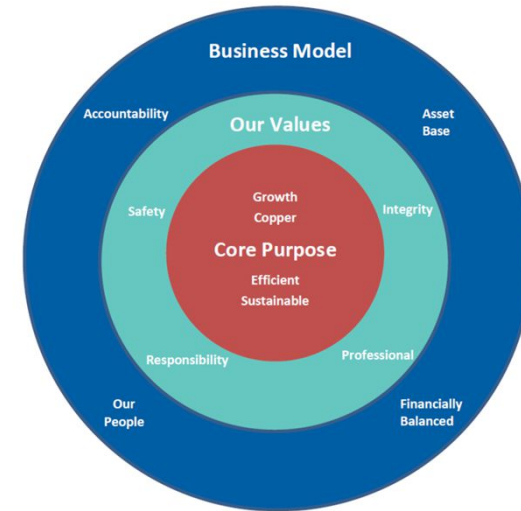 Business Model
Accountability
Asset
Base
Our Values
Safety
Integrity
Growth
Copper
Core Purpose
Efficient
Sustainable
Responsibility
Professional
Our
People
Financially
Balanced